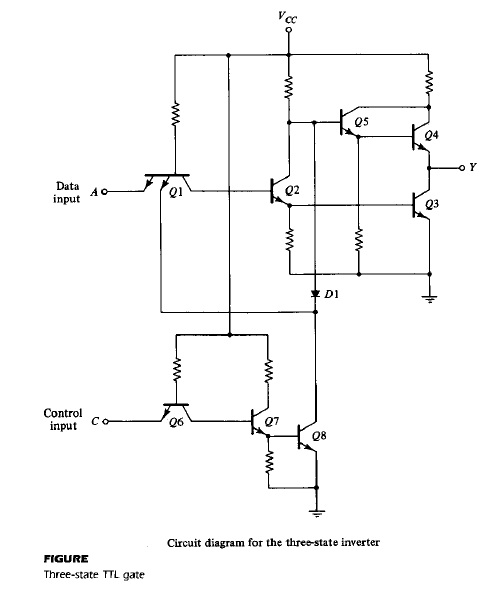 VCC
Q5
Q4
Data
input A
Q1
Q2
Y
Q3
D1
Control
input C
Q6
Q7
Q8
Circuit diagram for the three-state inverter
FIGURE
Three-state TTL gate